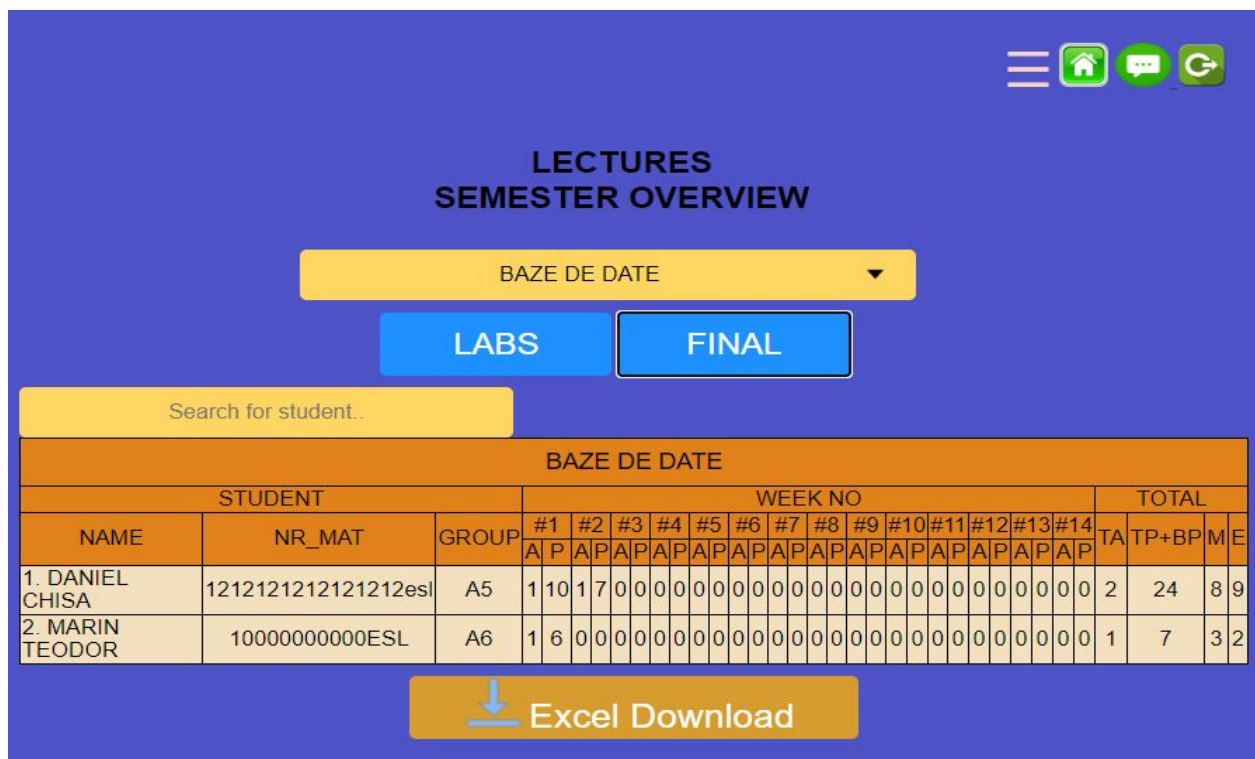 LECTURES
SEMESTER OVERVIEW
BAZE DE DATE
LABS FINAL
Search for student..
BAZE DE DATE
STUDENT WEEK NO TOTAL
NAME NR_MAT GROUP #1 #2 #3 #4 #5 #6 #7 #8 #9 #10 #11 #12 #13 #14 TA TP+BP M E
A P A P A P A P A P A P A P A P A P A P A P A P A P A P
1. DANIEL CHISA 1212121212121212esl A5 1 10 1 7 0 0 0 0 0 0 0 0 0 0 0 0 0 0 0 0 0 0 0 0 0 0 0 0 2 24 8 9
2. MARIN TEODOR 10000000000ESL A6 1 6 0 0 0 0 0 0 0 0 0 0 0 0 0 0 0 0 0 0 0 0 0 0 0 0 0 0 1 7 3 2
Excel Download